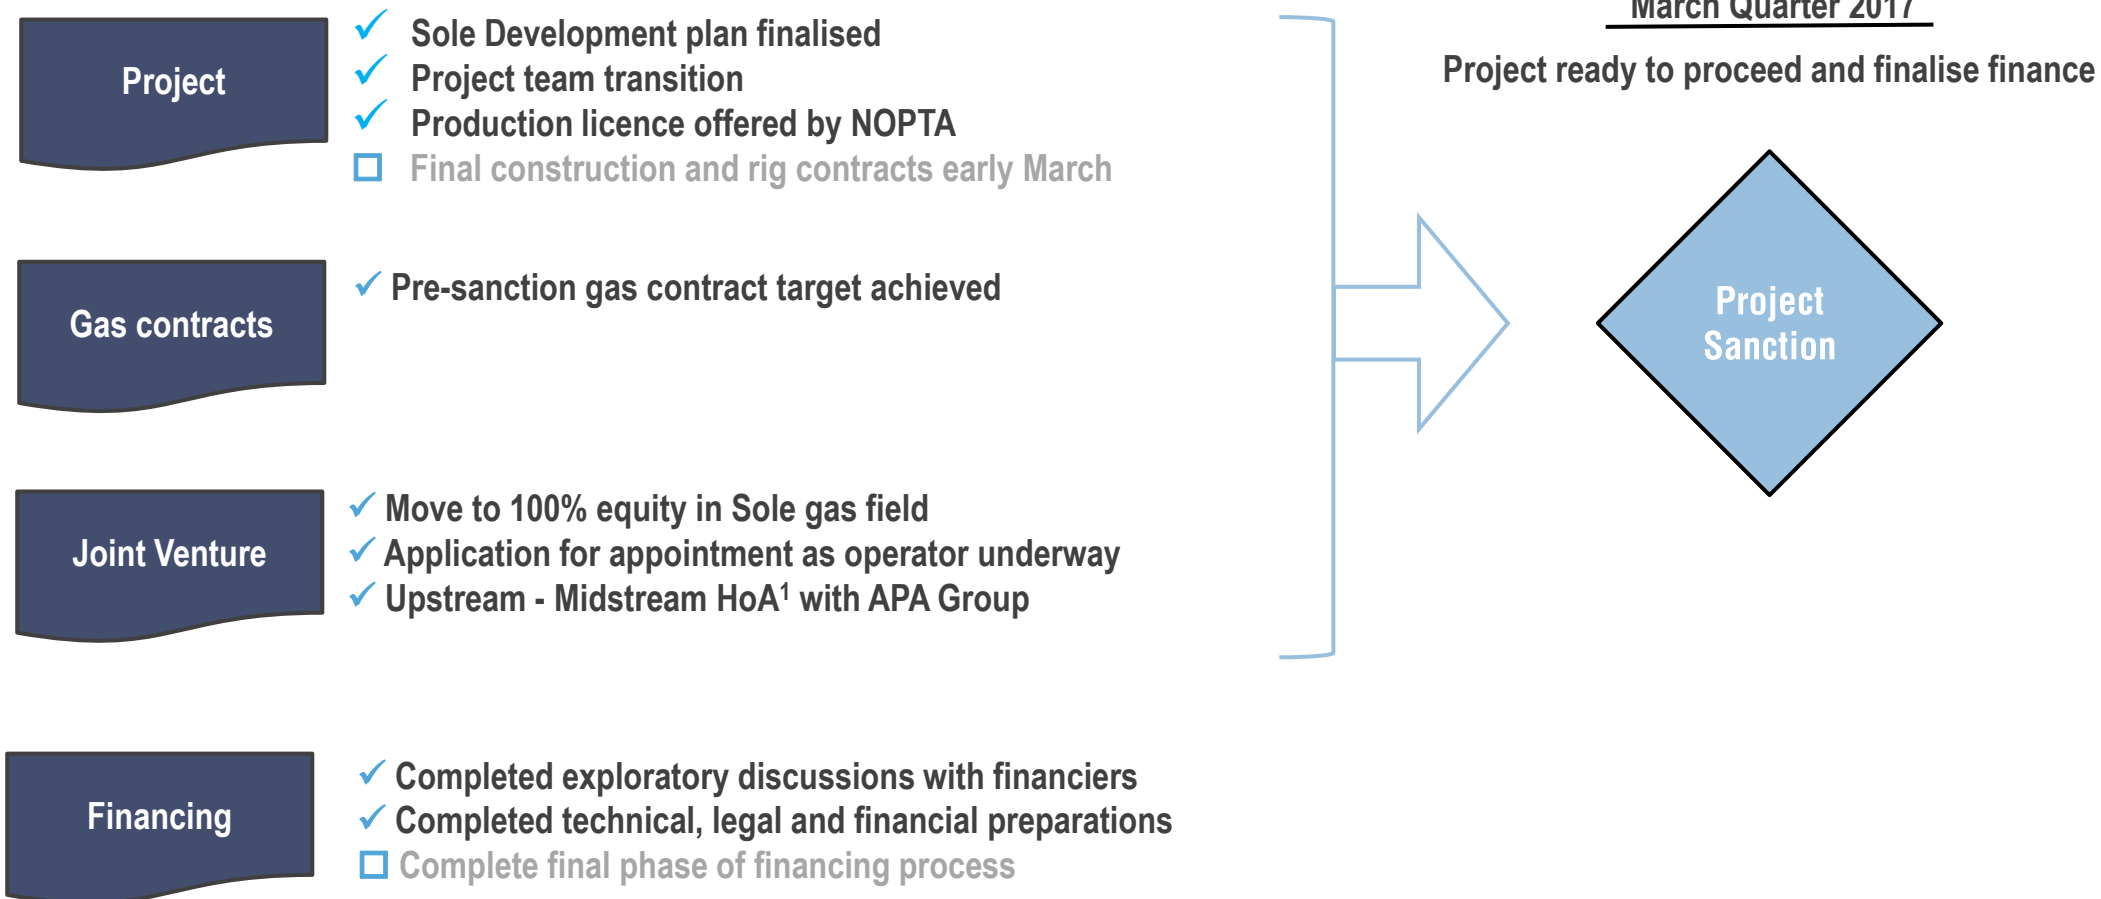 March Quarter 2017
Project ready to proceed and finalise finance
Project
✓ Sole Development plan finalised
✓ Project team transition
✓ Production licence offered by NOPTA
☐ Final construction and rig contracts early March
Gas contracts
✓ Pre-sanction gas contract target achieved
Project
Sanction
Joint Venture
✓ Move to 100% equity in Sole gas field
✓ Application for appointment as operator underway
✓ Upstream - Midstream HoA¹ with APA Group
Financing
✓ Completed exploratory discussions with financiers
✓ Completed technical, legal and financial preparations
☐ Complete final phase of financing process